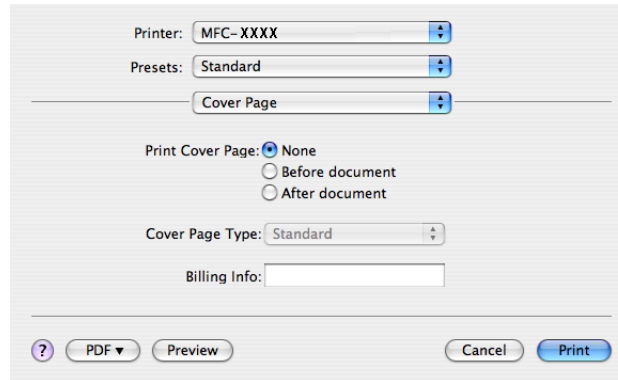 Printer: MFC-XXXX
Presets: Standard
Cover Page
Print Cover Page: None
Before document
After document
Cover Page Type: Standard
Billing Info:
? PDF▼ Preview Cancel Print